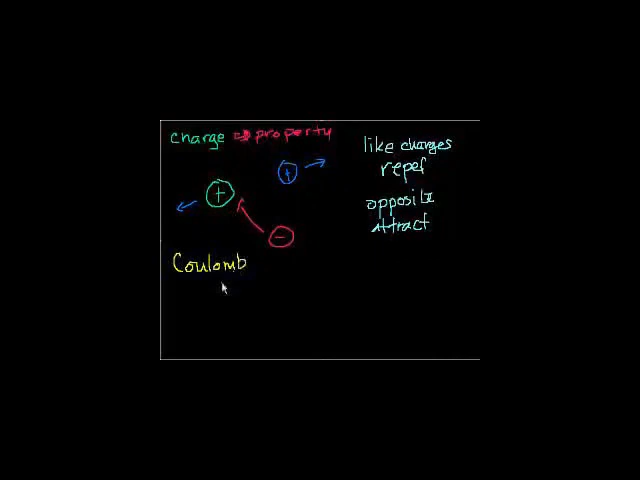 charge property
like charges
repel
+
+
opposite
attract
-
Coulomb